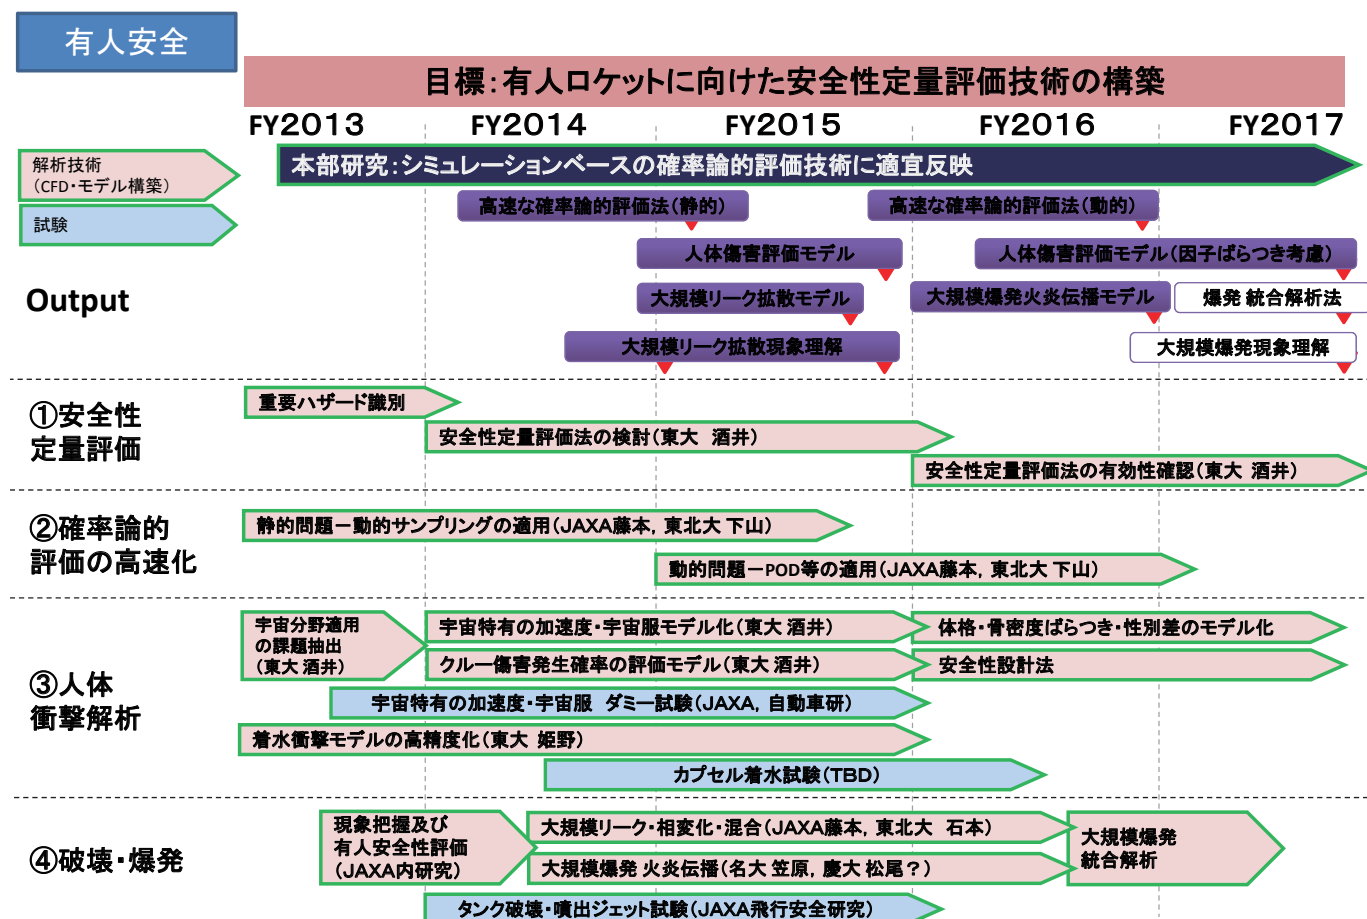 有人安全
目標：有人ロケットに向けた安全性定量評価技術の構築
FY2013 FY2014 FY2015 FY2016 FY2017
解析技術
（CFD・モデル構築）
試験
本部研究：シミュレーションベースの確率論的評価技術に適宜反映
高速な確率論的評価法（静的）
高速な確率論的評価法（動的）
人体傷害評価モデル
人体傷害評価モデル（因子ばらつき考慮）
Output
大規模リーク拡散モデル
大規模爆発火炎伝播モデル
爆発 統合解析法
大規模リーク拡散現象理解
大規模爆発現象理解
①安全性
定量評価
重要ハザード識別
安全性定量評価法の検討（東大　酒井）
安全性定量評価法の有効性確認（東大 酒井）
②確率論的
評価の高速化
静的問題－動的サンプリングの適用（JAXA藤本，東北大 下山）
動的問題－POD等の適用（JAXA藤本，東北大 下山）
③人体
衝撃解析
宇宙分野適用
の課題抽出
（東大 酒井）
宇宙特有の加速度・宇宙服モデル化（東大 酒井）
体格・骨密度ばらつき・性別差のモデル化
クルー傷害発生確率の評価モデル（東大 酒井）
安全性設計法
宇宙特有の加速度・宇宙服　ダミー試験（JAXA，自動車研）
着水衝撃モデルの高精度化（東大 姫野）
カプセル着水試験（TBD）
④破壊・爆発
現象把握及び
有人安全性評価
（JAXA内研究）
大規模リーク・相変化・混合（JAXA藤本，東北大　石本）
大規模爆発 火炎伝播（名大 笠原，慶大 松尾？）
大規模爆発
統合解析
タンク破壊・噴出ジェット試験（JAXA飛行安全研究）